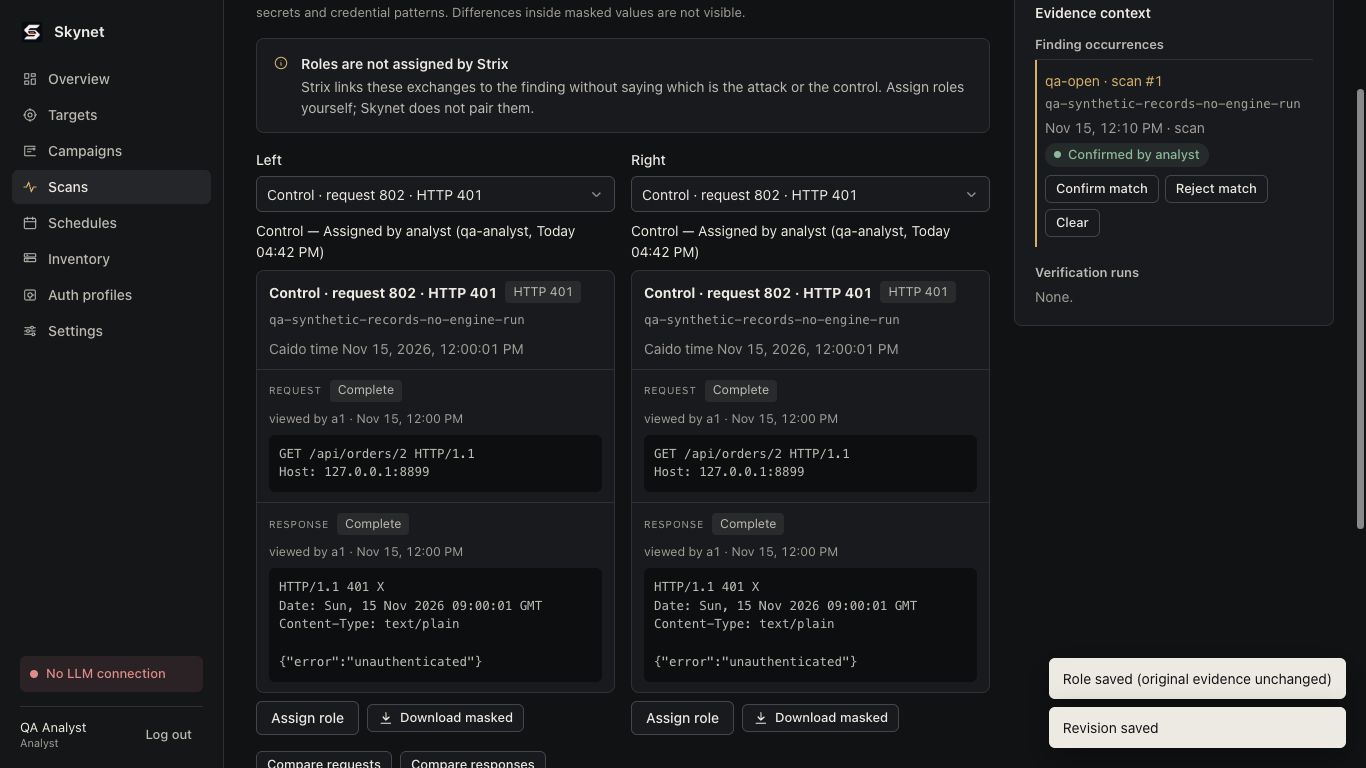 Skynet
Overview
Targets
Campaigns
Scans
Schedules
Inventory
Auth profiles
Settings
No LLM connection
QA Analyst
Analyst
Log out
secrets and credential patterns. Differences inside masked values are not visible.
Roles are not assigned by Strix
Strix links these exchanges to the finding without saying which is the attack or the control. Assign roles
yourself; Skynet does not pair them.
Left
Control · request 802 · HTTP 401
Control — Assigned by analyst (qa-analyst, Today
04:42 PM)
Control · request 802 · HTTP 401 HTTP 401
qa-synthetic-records-no-engine-run
Caido time Nov 15, 2026, 12:00:01 PM
REQUEST Complete
viewed by a1 · Nov 15, 12:00 PM
GET /api/orders/2 HTTP/1.1
Host: 127.0.0.1:8899
RESPONSE Complete
viewed by a1 · Nov 15, 12:00 PM
HTTP/1.1 401 X
Date: Sun, 15 Nov 2026 09:00:01 GMT
Content-Type: text/plain
{"error":"unauthenticated"}
Assign role Download masked
Right
Control · request 802 · HTTP 401
Control — Assigned by analyst (qa-analyst, Today
04:42 PM)
Control · request 802 · HTTP 401 HTTP 401
qa-synthetic-records-no-engine-run
Caido time Nov 15, 2026, 12:00:01 PM
REQUEST Complete
viewed by a1 · Nov 15, 12:00 PM
GET /api/orders/2 HTTP/1.1
Host: 127.0.0.1:8899
RESPONSE Complete
viewed by a1 · Nov 15, 12:00 PM
HTTP/1.1 401 X
Date: Sun, 15 Nov 2026 09:00:01 GMT
Content-Type: text/plain
{"error":"unauthenticated"}
Assign role Download masked
Compare requests Compare responses
Evidence context
Finding occurrences
qa-open · scan #1
qa-synthetic-records-no-engine-run
Nov 15, 12:10 PM · scan
Confirmed by analyst
Confirm match Reject match
Clear
Verification runs
None.
Role saved (original evidence unchanged)
Revision saved